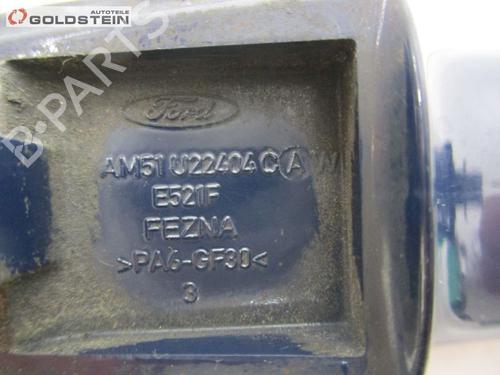 AUTOTEILE
GOLDSTEIN
B-PARTS
Ford
AM51 U22404 C A W
E521F
FEZNA
>PA6-GF30<
3